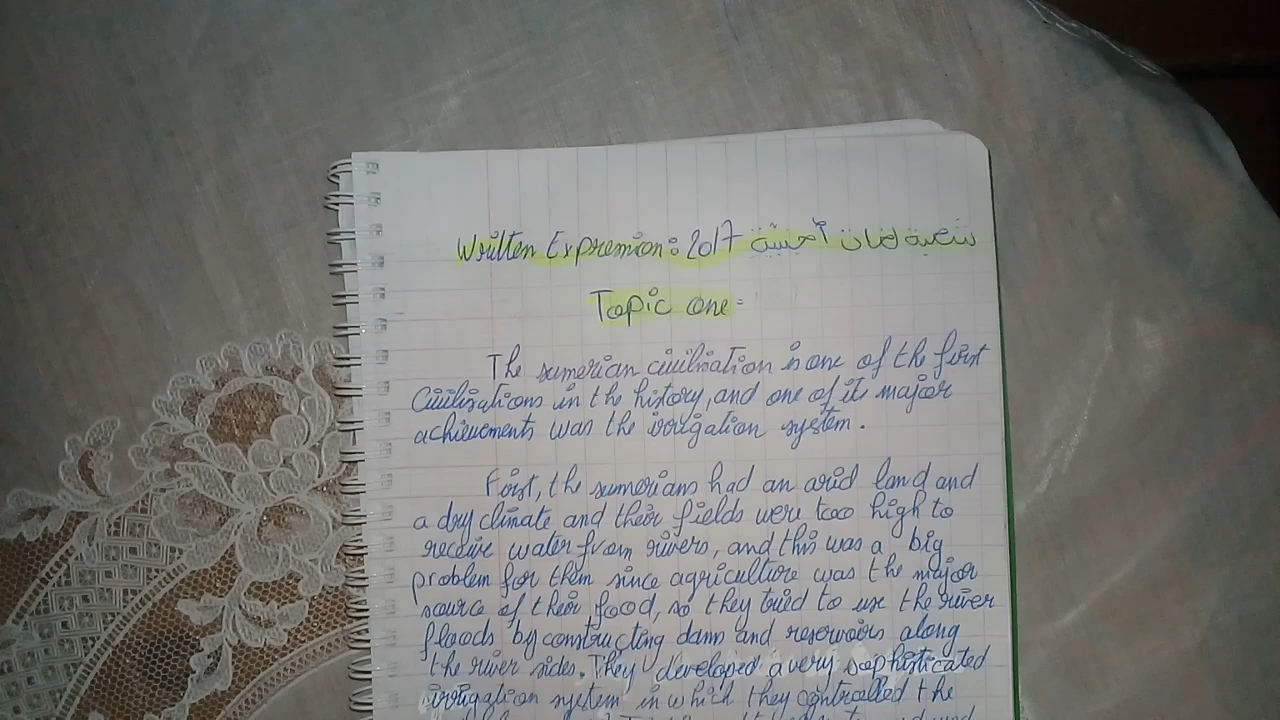 Written Expression: 2017 شعبة لغات أجنبية
Topic one:
The sumerian civilisation is one of the first
civilisations in the history, and one of its major
achievements was the irrigation system.
First, the sumerians had an arid land and
a dry climate and their fields were too high to
receive water from rivers, and this was a big
problem for them since agriculture was the major
source of their food, so they tried to use the river
floods by constructing dams and reservoirs along
the river sides. They developed a very sophisticated
irrigation system in which they controlled the